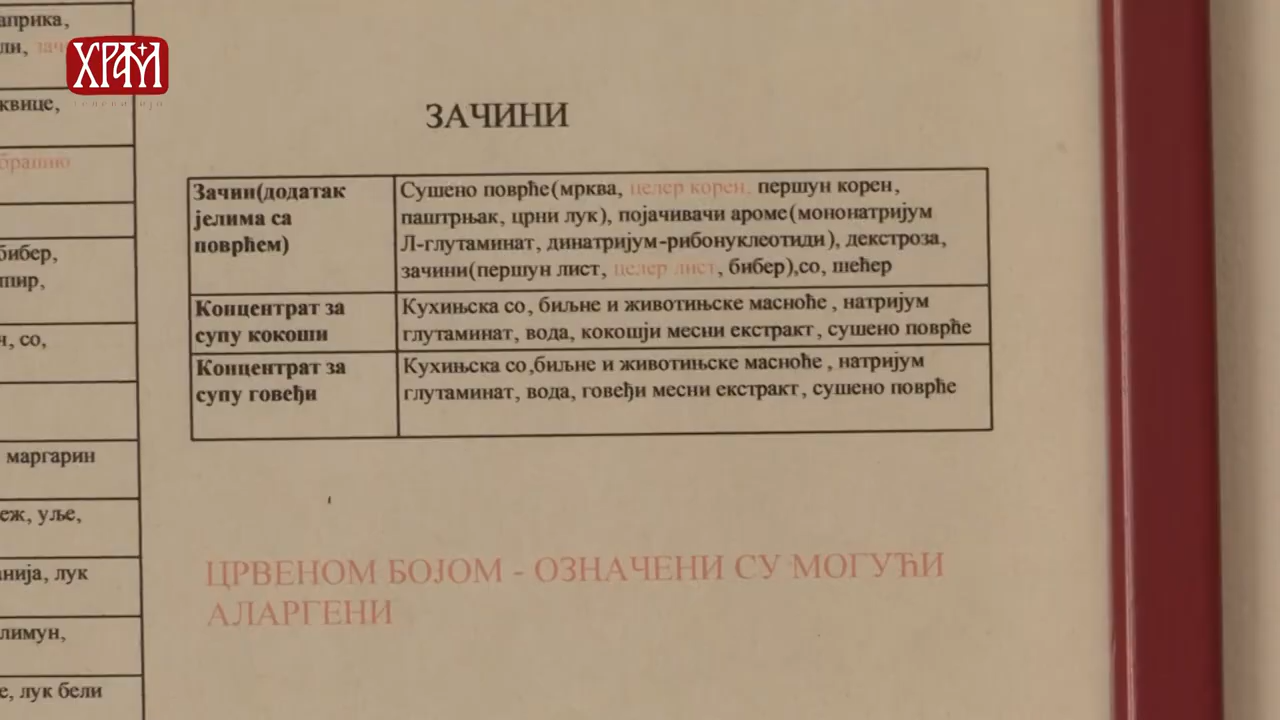 априка,
ли,
ХРАМ
телевизија
квице,
бибер,
со,
маргарин
уље,
лук
лимун,
е, лук бели
ЗАЧИНИ
Зачин(додатак
јелима са
поврћем)
Сушено поврће(мрква, целер корен, першун корен,
паштрњак, црни лук), појачивачи ароме(мононатријум
Л-глутаминат, динатријум-рибонуклеотиди), декстроза,
зачини(першун лист, целер лист, бибер),со, шећер
Концентрат за
супу кокоши
Кухињска со, биљне и животињске масноће , натријум
глутаминат, вода, кокошји месни екстракт, сушено поврће
Концентрат за
супу говеђи
Кухињска со,биљне и животињске масноће , натријум
глутаминат, вода, говеђи месни екстракт, сушено поврће
ЦРВЕНОМ БОЈОМ - ОЗНАЧЕНИ СУ МОГУЋИ
АЛАРГЕНИ